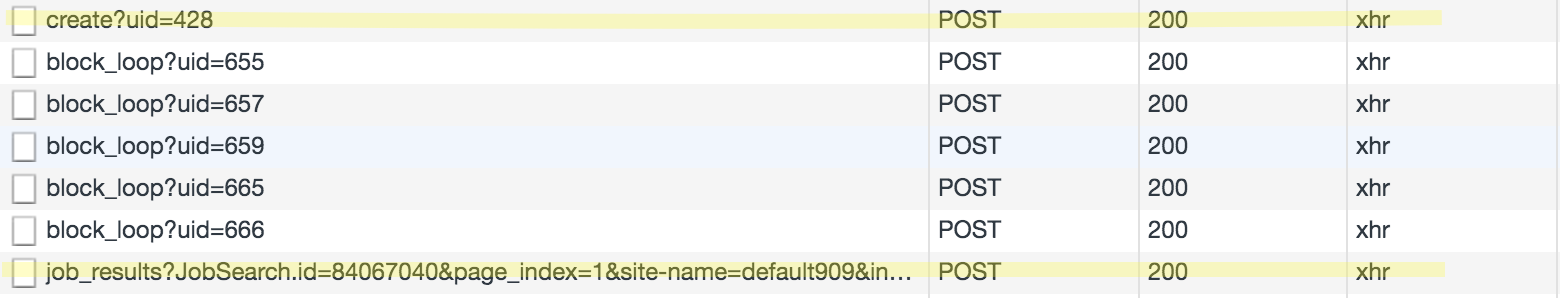 create?uid=428 POST 200 xhr
block_loop?uid=655 POST 200 xhr
block_loop?uid=657 POST 200 xhr
block_loop?uid=659 POST 200 xhr
block_loop?uid=665 POST 200 xhr
block_loop?uid=666 POST 200 xhr
job_results?JobSearch.id=84067040&page_index=1&site-name=default909&in... POST 200 xhr